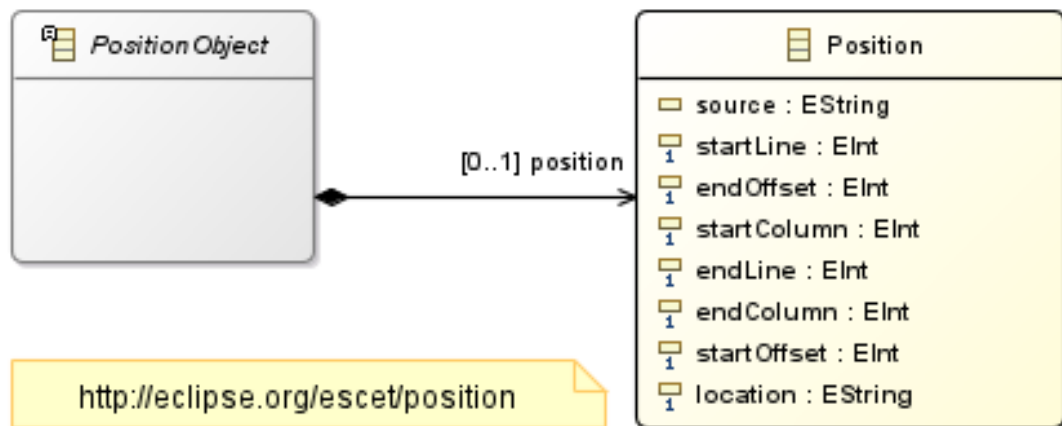 PositionObject
[0..1] position
Position
source : EString
startLine : EInt
endOffset : EInt
startColumn : EInt
endLine : EInt
endColumn : EInt
startOffset : EInt
location : EString
http://eclipse.org/escet/position